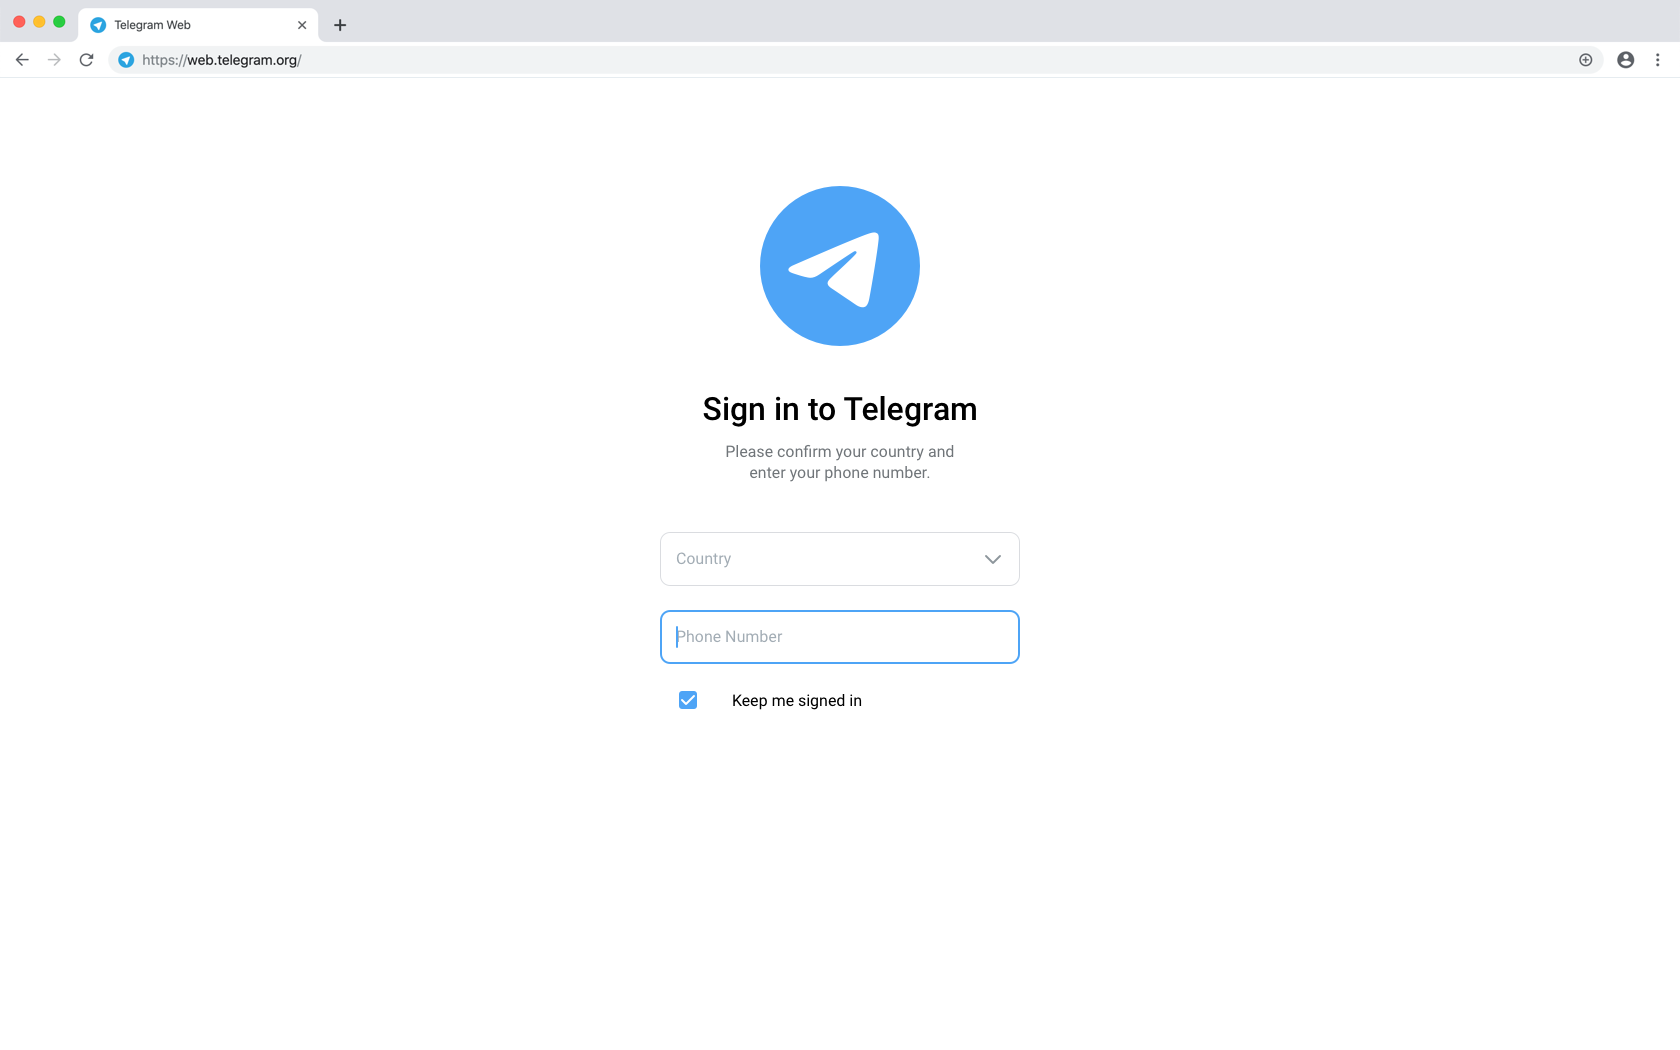 Telegram Web
https://web.telegram.org/
Sign in to Telegram
Please confirm your country and
enter your phone number.
Country
Phone Number
Keep me signed in